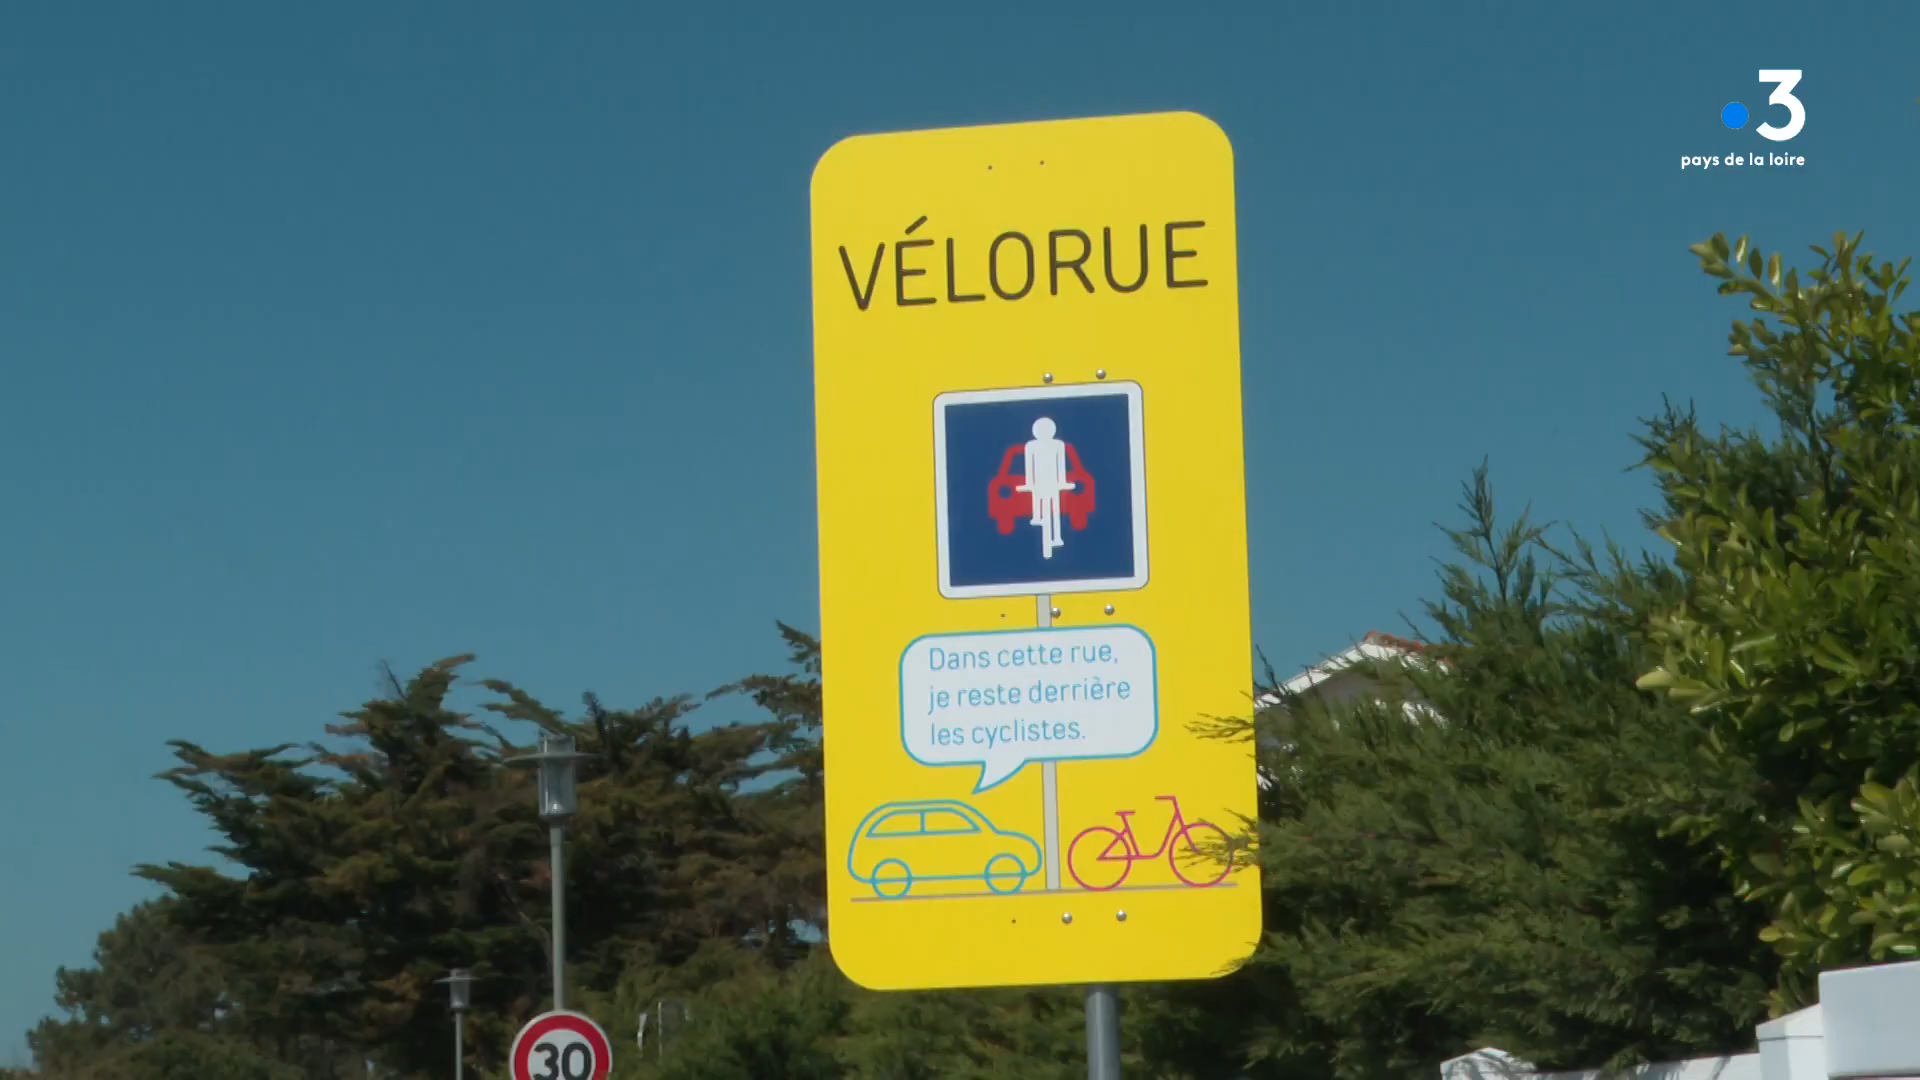 3
pays de la loire
VÉLORUE
Dans cette rue,
je reste derrière
les cyclistes.
30